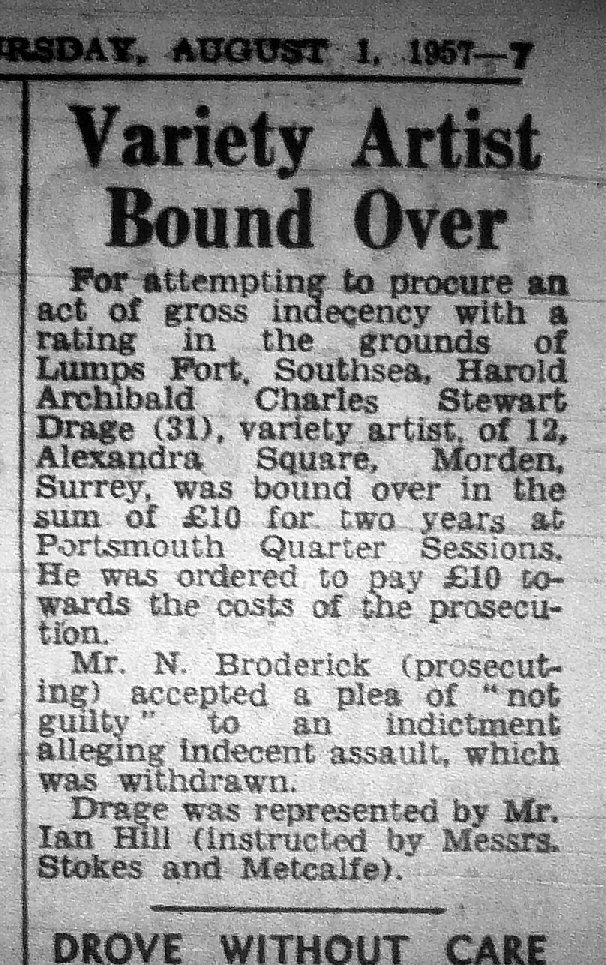 RSDAY, AUGUST 1, 1957—7
Variety Artist
Bound Over
For attempting to procure an
act of gross indecency with a
rating in the grounds of
Lumps Fort, Southsea, Harold
Archibald Charles Stewart
Drage (31), variety artist, of 12,
Alexandra Square, Morden,
Surrey, was bound over in the
sum of £10 for two years at
Portsmouth Quarter Sessions.
He was ordered to pay £10 to-
wards the costs of the prosecu-
tion.
Mr. N. Broderick (prosecut-
ing) accepted a plea of “not
guilty” to an indictment
alleging indecent assault, which
was withdrawn.
Drage was represented by Mr.
Ian Hill (instructed by Messrs.
Stokes and Metcalfe).
DROVE WITHOUT CARE